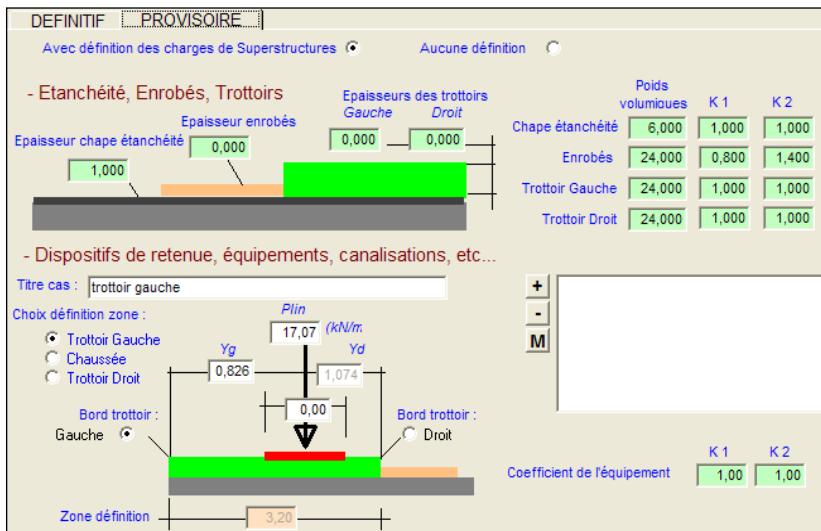 DEFINITIF PROVISOIRE
Avec définition des charges de Superstructures Aucune définition
- Etanchéité, Enrobés, Trottoirs
Epaisseurs des trottoirs
Gauche Droit
0,000 0,000
Epaisseur enrobés
0,000
Epaisseur chape étanchéité
1,000
Poids volumiques K 1 K 2
Chape étanchéité 6,000 1,000 1,000
Enrobés 24,000 0,800 1,400
Trottoir Gauche 24,000 1,000 1,000
Trottoir Droit 24,000 1,000 1,000
- Dispositifs de retenue, équipements, canalisations, etc...
Titre cas : trottoir gauche
+
-
M
Choix définition zone :
Trottoir Gauche
Chaussée
Trottoir Droit
Plin
17,07 (kN/m
Yg Yd
0,826 1,074
0,00
Bord trottoir : Bord trottoir :
Gauche Droit
K 1 K 2
Coefficient de l'équipement 1,00 1,00
Zone définition 3,20